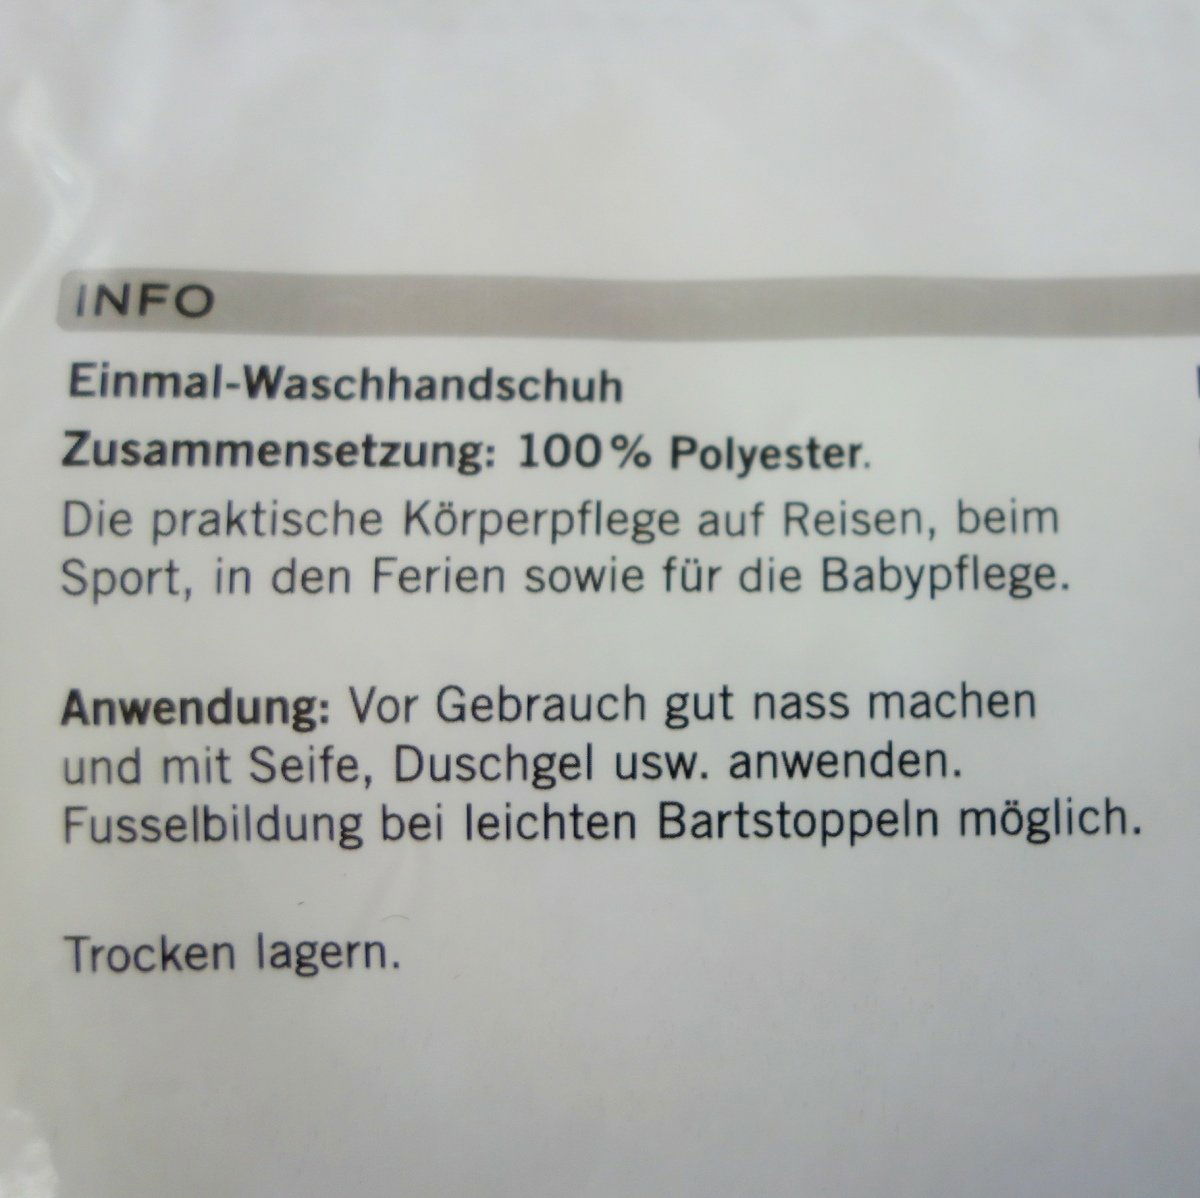 INFO
Einmal-Waschhandschuh
Zusammensetzung: 100% Polyester.
Die praktische Körperpflege auf Reisen, beim
Sport, in den Ferien sowie für die Babypflege.
Anwendung: Vor Gebrauch gut nass machen
und mit Seife, Duschgel usw. anwenden.
Fusselbildung bei leichten Bartstoppeln möglich.
Trocken lagern.